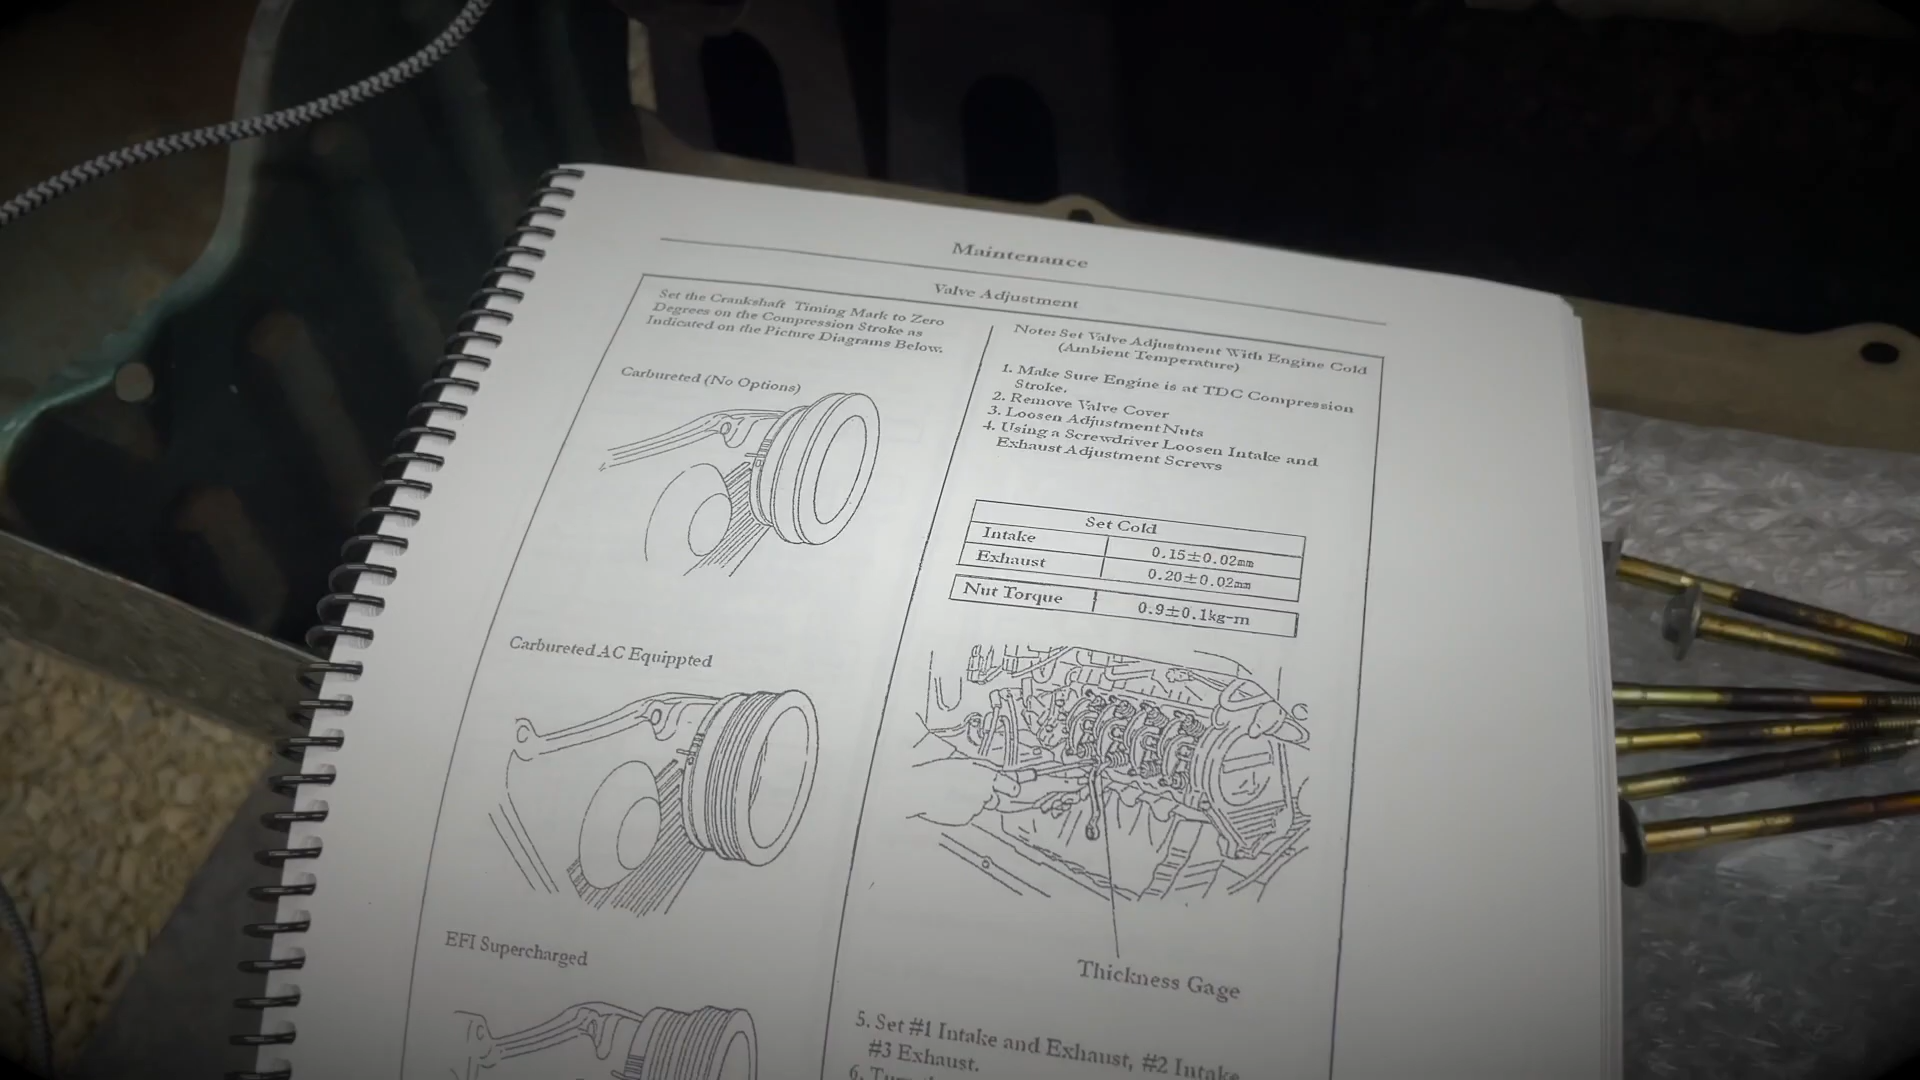 Maintenance
Valve Adjustment
Set the Crankshaft Timing Mark to Zero
Degrees on the Compression Stroke as
Indicated on the Picture Diagrams Below.
Carbureted (No Options)
Carbureted AC Equippted
EFI Supercharged
Note: Set Valve Adjustment With Engine Cold
(Ambient Temperature)
1. Make Sure Engine is at TDC Compression
Stroke.
2. Remove Valve Cover
3. Loosen Adjustment Nuts
4. Using a Screwdriver Loosen Intake and
Exhaust Adjustment Screws
Set Cold
Intake 0.15±0.02mm
Exhaust 0.20±0.02mm
Nut Torque 0.9±0.1kg-m
Thickness Gage
5. Set #1 Intake and Exhaust, #2 Intake
#3 Exhaust.
6.